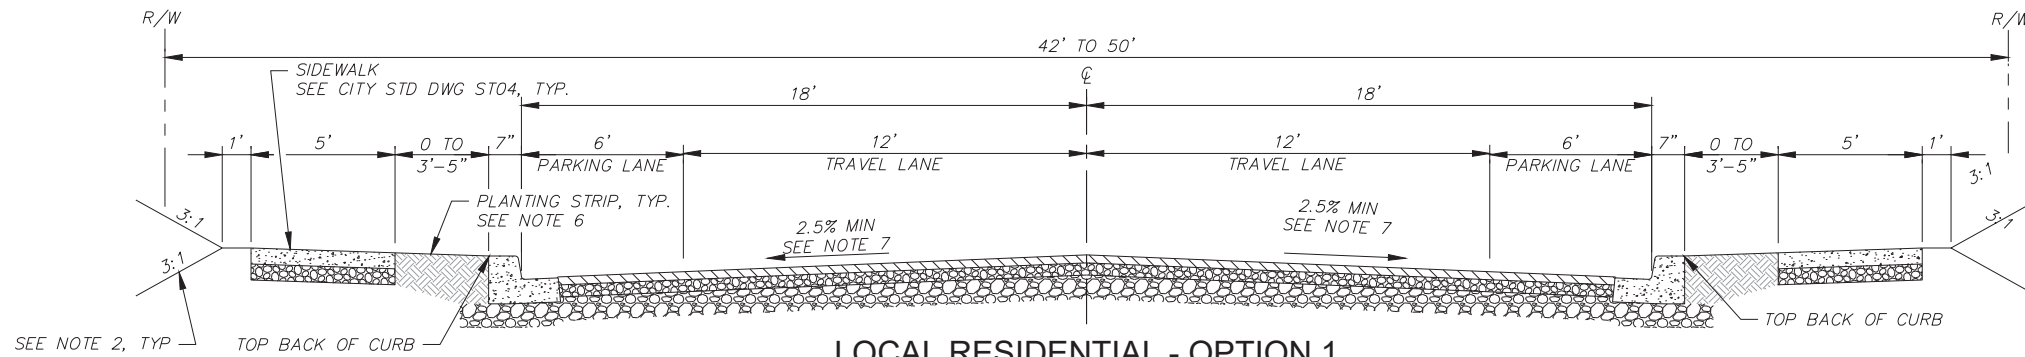 R/W
R/W
42' TO 50'
SIDEWALK
SEE CITY STD DWG ST04, TYP.
℄
18'
18'
1'
5'
0 TO
3'-5"
7"
6'
PARKING LANE
12'
TRAVEL LANE
12'
TRAVEL LANE
6'
PARKING LANE
7"
0 TO
3'-5"
5'
1'
3:1
3:1
PLANTING STRIP, TYP.
SEE NOTE 6
2.5% MIN
SEE NOTE 7
2.5% MIN
SEE NOTE 7
3:1
3:1
SEE NOTE 2, TYP
TOP BACK OF CURB
TOP BACK OF CURB
LOCAL RESIDENTIAL - OPTION 1